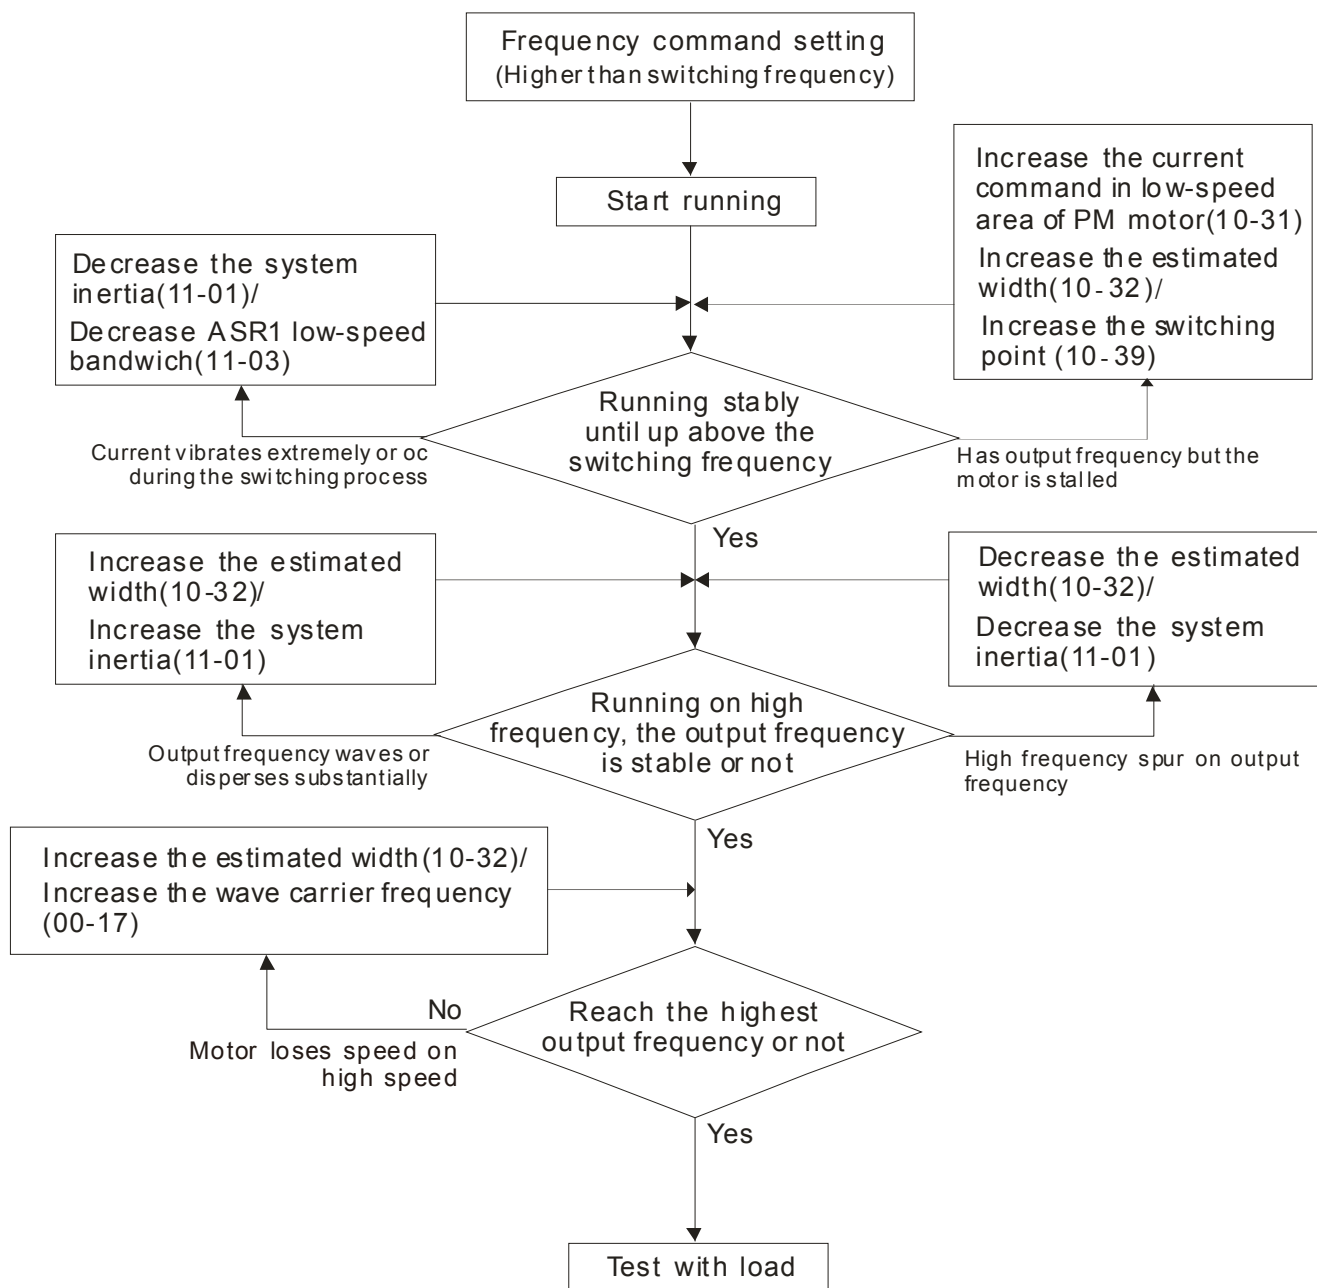 Frequency command setting
(Higher than switching frequency)
Start running
Increase the current
command in low-speed
area of PM motor(10-31)
Increase the estimated
width(10-32)/
Increase the switching
point (10-39)
Decrease the system
inertia(11-01)/
Decrease ASR1 low-speed
bandwich(11-03)
Running stably
until up above the
switching frequency
Current vibrates extremely or oc
during the switching process
Has output frequency but the
motor is stalled
Yes
Increase the estimated
width(10-32)/
Increase the system
inertia(11-01)
Decrease the estimated
width(10-32)/
Decrease the system
inertia(11-01)
Running on high
frequency, the output frequency
is stable or not
Output frequency waves or
disperses substantially
High frequency spur on output
frequency
Yes
Increase the estimated width(10-32)/
Increase the wave carrier frequency
(00-17)
No
Reach the highest
output frequency or not
Motor loses speed on
high speed
Yes
Test with load